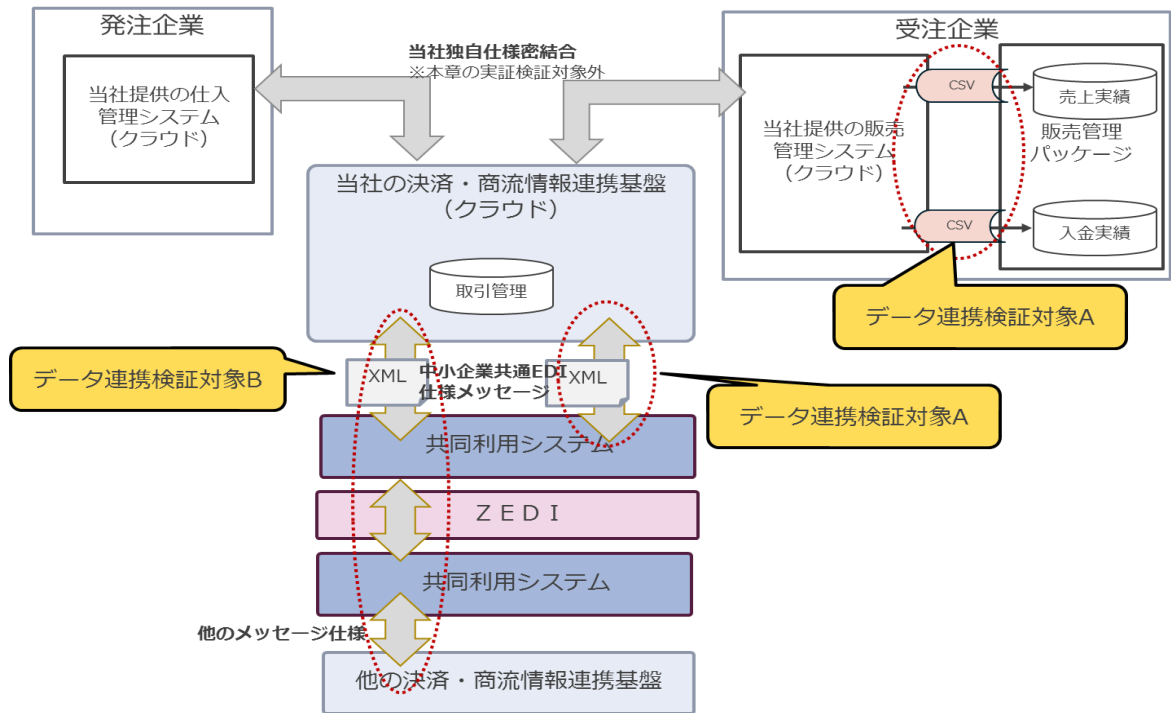 発注企業
当社提供の仕入
管理システム
（クラウド）
当社独自仕様密結合
※本章の実証検証対象外
受注企業
当社提供の販売
管理システム
（クラウド）
CSV
売上実績
販売管理
パッケージ
CSV
入金実績
データ連携検証対象A
当社の決済・商流情報連携基盤
（クラウド）
取引管理
データ連携検証対象B
XML
中小企業共通EDI
仕様メッセージ
XML
データ連携検証対象A
共同利用システム
ＺＥＤＩ
共同利用システム
他のメッセージ仕様
他の決済・商流情報連携基盤